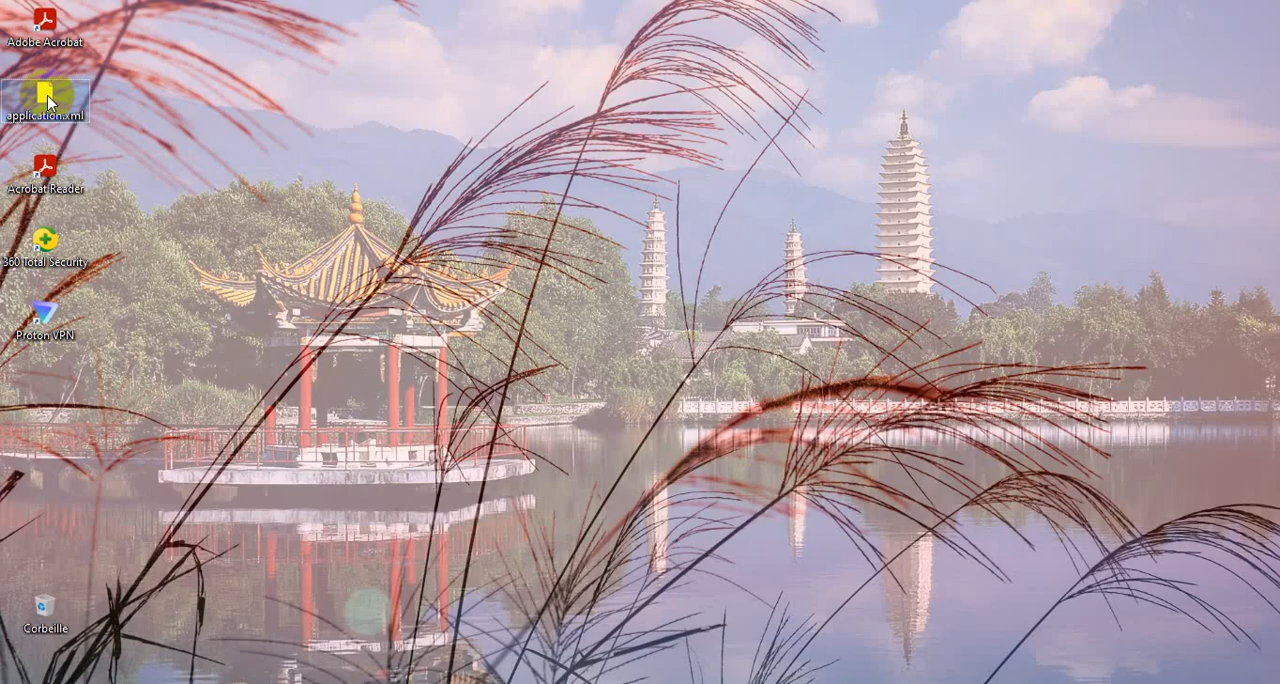 Adobe Acrobat
application.xml
Acrobat Reader
360 Total Security
Proton VPN
Corbeille